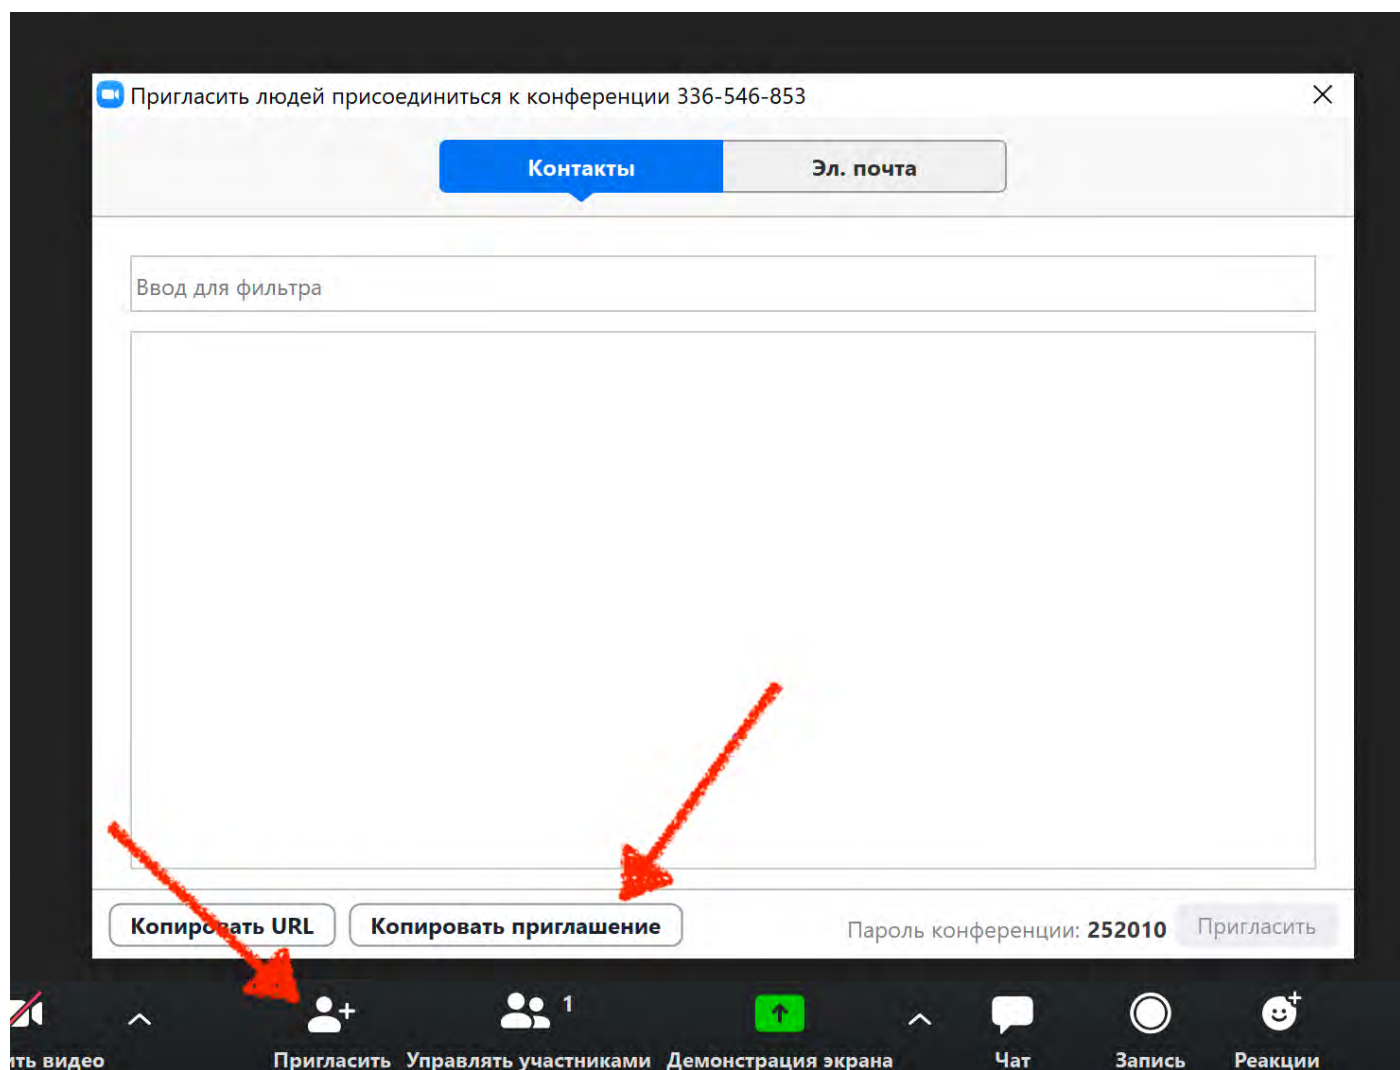 Пригласить людей присоединиться к конференции 336-546-853
Контакты Эл. почта
Ввод для фильтра
Копировать URL Копировать приглашение Пароль конференции: 252010 Пригласить
1
ить видео Пригласить Управлять участниками Демонстрация экрана Чат Запись Реакции